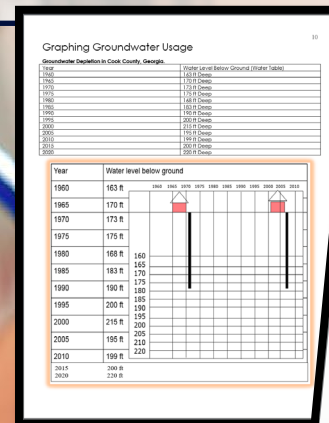 10
Graphing Groundwater Usage
Groundwater Depletion in Cook County, Georgia.
Year Water Level Below Ground (Water Table)
1960 163 ft Deep
1965 170 ft Deep
1970 173 ft Deep
1975 175 ft Deep
1980 168 ft Deep
1985 183 ft Deep
1990 190 ft Deep
1995 200 ft Deep
2000 215 ft Deep
2005 195 ft Deep
2010 199 ft Deep
2015 200 ft Deep
2020 220 ft Deep
Year Water level below ground
1960 163 ft
1965 170 ft
1970 173 ft
1975 175 ft
1980 168 ft
1985 183 ft
1990 190 ft
1995 200 ft
2000 215 ft
2005 195 ft
2010 199 ft
2015 200 ft
2020 220 ft
1960 1965 1970 1975 1980 1985 1990 1995 2000 2005 2010
160
165
170
175
180
185
190
195
200
205
210
220